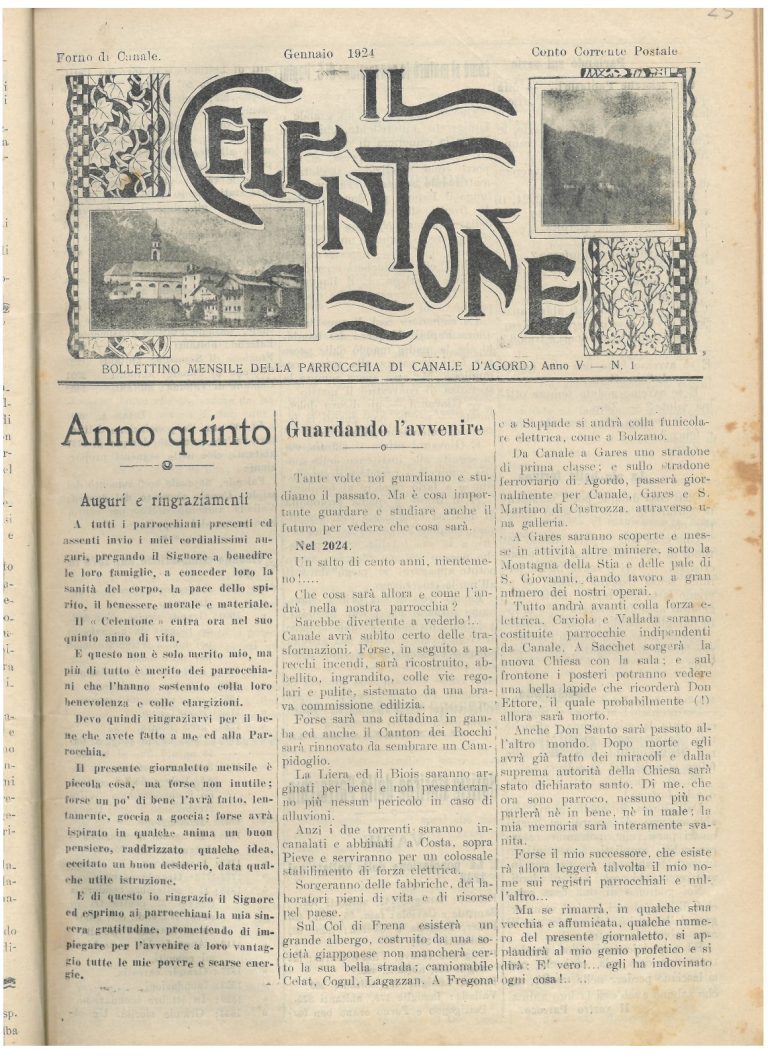 Forno di Canale.
Gennaio 1924
Conto Corrente Postale
IL
CELENTONE
BOLLETTINO MENSILE DELLA PARROCCHIA DI CANALE D'AGORDO Anno V — N. 1
Anno quinto
Auguri e ringraziamenti
A tutti i parrocchiani presenti ed
assenti invio i miei cordialissimi au-
guri, pregando il Signore a benedire
le loro famiglie, a conceder loro la
sanità del corpo, la pace dello spi-
rito, il benessere morale e materiale.
Il « Celentone » entra ora nel suo
quinto anno di vita.
E questo non è solo merito mio, ma
più di tutto è merito dei parrocchia-
ni che l'hanno sostenuto colla loro
benevolenza e colle elargizioni.
Devo quindi ringraziarvi per il be-
ne che avete fatto a me ed alla Par-
rocchia.
Il presente giornaletto mensile è
piccola cosa, ma forse non inutile;
forse un po' di bene l'avrà fatto, len-
tamente, goccia a goccia; forse avrà
ispirato in qualche anima un buon
pensiero, raddrizzato qualche idea,
eccitato un buon desiderio, data qual-
che utile istruzione.
E di questo io ringrazio il Signore
ed esprimo ai parrocchiani la mia sin-
cera gratitudine, promettendo di im-
piegare per l'avvenire a loro vantag-
gio tutte le mie povere e scarse ener-
gie.
Guardando l'avvenire
Tante volte noi guardiamo e stu-
diamo il passato. Ma è cosa impor-
tante guardare e studiare anche il
futuro per vedere che cosa sarà.
Nel 2024.
Un salto di cento anni, nienteme-
no!....
Che cosa sarà allora e come l'an-
drà nella nostra parrocchia?
Sarebbe divertente a vederlo!..
Canale avrà subìto certo delle tra-
sformazioni. Forse, in seguito a pa-
recchi incendi, sarà ricostruito, ab-
bellito, ingrandito, colle vie rego-
lari e pulite, sistemato da una bra-
va commissione edilizia.
Forse sarà una cittadina in gam-
ba ed anche il Canton dei Rocchi
sarà rinnovato da sembrare un Cam-
pidoglio.
La Liera ed il Biois saranno ar-
ginati per bene e non presenteran-
no più nessun pericolo in caso di
alluvioni.
Anzi i due torrenti saranno in-
canalati e abbinati a Costa, sopra
Pieve e serviranno per un colossale
stabilimento di forza elettrica.
Sorgeranno delle fabbriche, dei la-
boratori pieni di vita e di risorse
pel paese.
Sul Col di Frena esisterà un
grande albergo, costruito da una so-
cietà giapponese non mancherà cer-
to la sua bella strada; camionabile
Celat, Cogul, Lagazzan. A Fregona
e a Sappade si andrà colla funicola-
re elettrica, come a Bolzano.
Da Canale a Gares uno stradone
di prima classe; e sullo stradone
ferroviario di Agordo, passerà gior-
nalmente per Canale, Gares e S.
Martino di Castrozza, attraverso u-
na galleria.
A Gares saranno scoperte e mes-
se in attività altre miniere, sotto la
Montagna della Stia e delle pale di
S. Giovanni, dando lavoro a gran
numero dei nostri operai.
Tutto andrà avanti colla forza e-
lettrica. Caviola e Vallada saranno
costituite parrocchie indipendenti
da Canale. A Sacchet sorgerà la
nuova Chiesa con la sala; e sul
frontone i posteri potranno vedere
una bella lapide che ricorderà Don
Ettore, il quale probabilmente (!)
allora sarà morto.
Anche Don Santo sarà passato al-
l'altro mondo. Dopo morte egli
avrà già fatto dei miracoli e dalla
suprema autorità della Chiesa sarà
stato dichiarato santo. Di me, che
ora sono parroco, nessuno più ne
parlerà nè in bene, nè in male; la
mia memoria sarà interamente sva-
nita.
Forse il mio successore, che esiste
rà allora leggerà talvolta il mio no-
me sui registri parrocchiali e nul-
l'altro...
Ma se rimarrà, in qualche stua
vecchia e affumicata, qualche nume-
ro del presente giornaletto, si ap-
plaudirà al mio genio profetico e si
dirà: E' vero!... egli ha indovinato
ogni cosa!.. ..